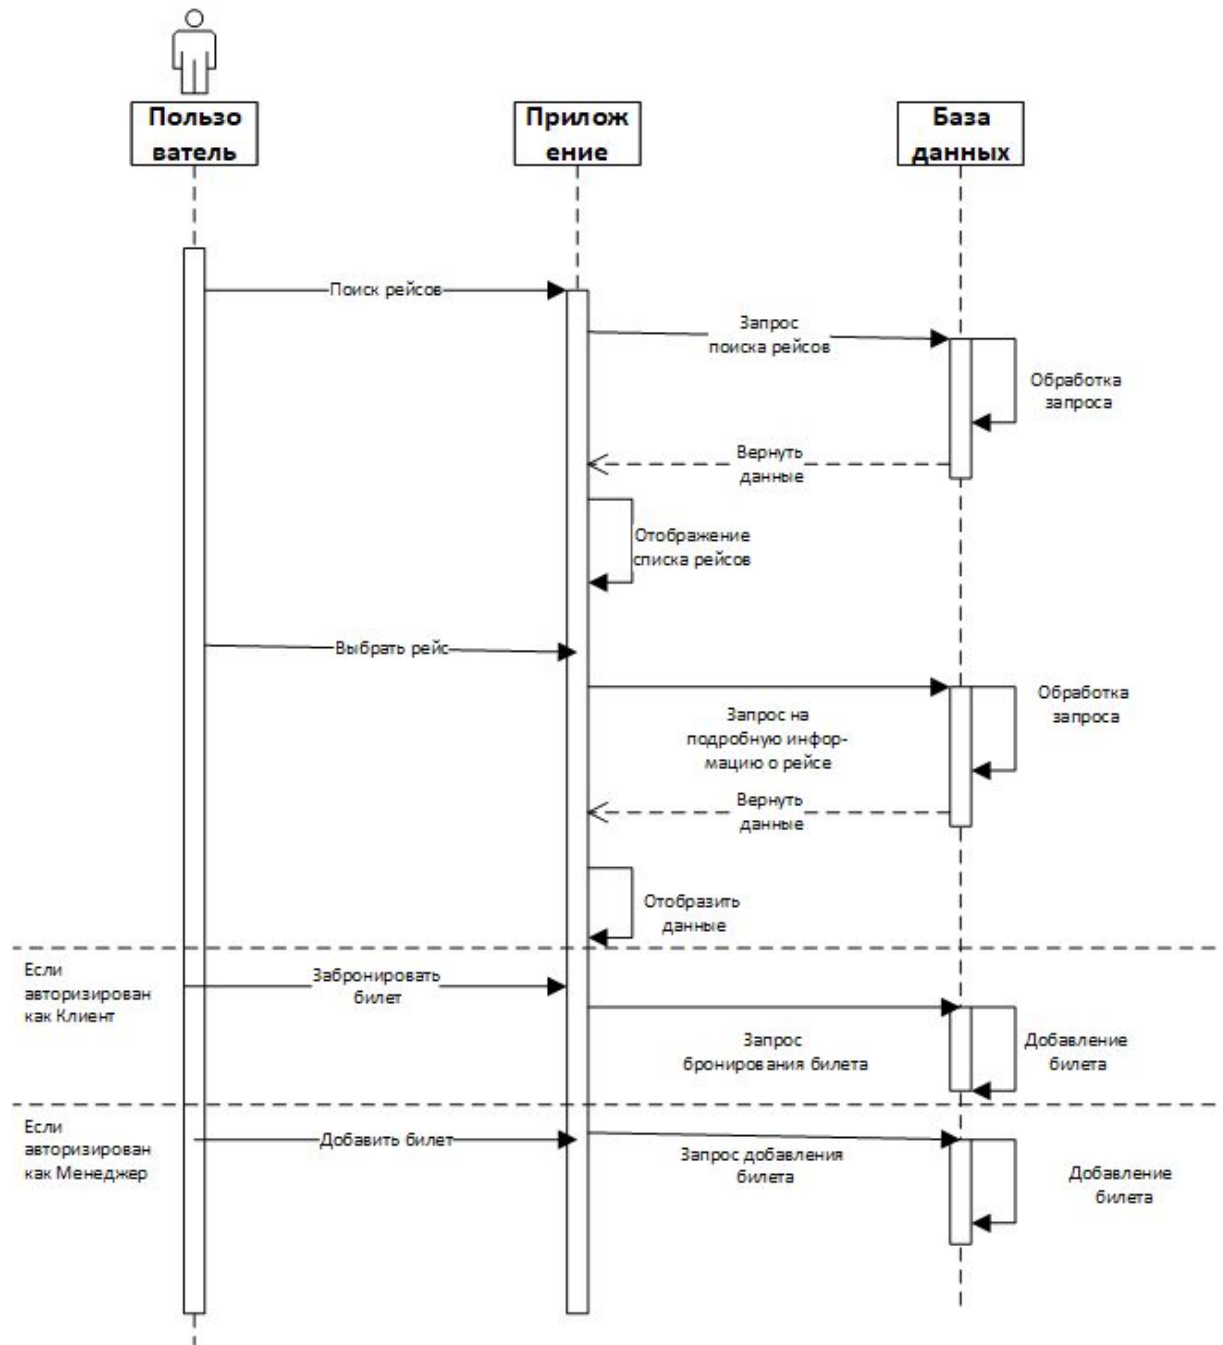 Пользо
ватель
Прилож
ение
База
данных
Поиск рейсов
Запрос
поиска рейсов
Обработка
запроса
Вернуть
данные
Отображение
списка рейсов
Выбрать рейс
Обработка
запроса
Запрос на
подробную инфор-
мацию о рейсе
Вернуть
данные
Отобразить
данные
Если
авторизирован
как Клиент
Забронировать
билет
Запрос
бронирования билета
Добавление
билета
Если
авторизирован
как Менеджер
Добавить билет
Запрос добавления
билета
Добавление
билета